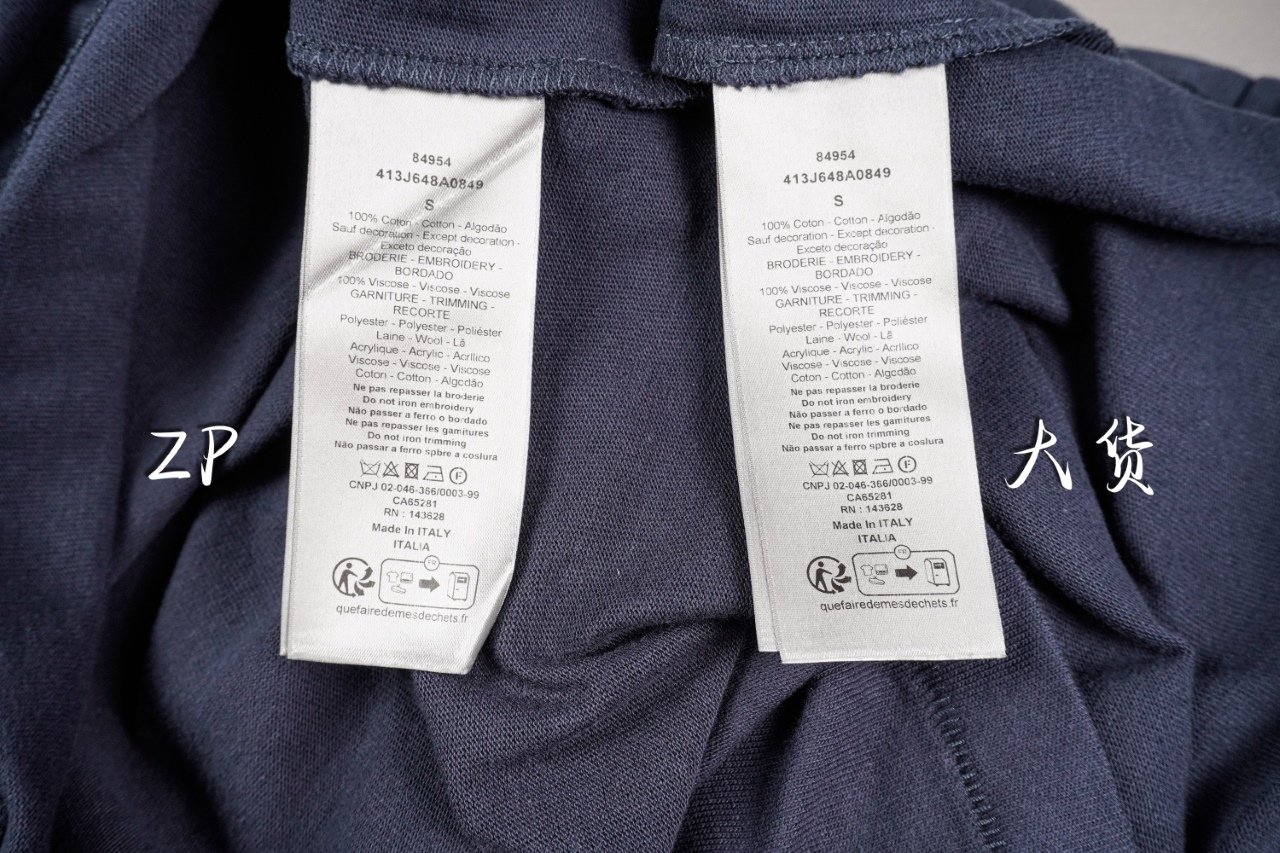 84954
413J648A0849
S
100% Coton - Cotton - Algodão
Sauf decoration - Except decoration -
Exceto decoração
BRODERIE - EMBROIDERY -
BORDADO
100% Viscose - Viscose - Viscose
GARNITURE - TRIMMING -
RECORTE
Polyester - Polyester - Poliéster
Laine - Wool - Lã
Acrylique - Acrylic - Acrílico
Viscose - Viscose - Viscose
Coton - Cotton - Algodão
Ne pas repasser la broderie
Do not iron embroidery
Não passar a ferro o bordado
Ne pas repesser les garnitures
Do not iron trimming
Não passar a ferro spbre a coslura
F
CNPJ 02-046-366/0003-99
CA65281
RN : 143628
Made In ITALY
ITALIA
FR
quefairedemesdechets.fr
ZP
84954
413J648A0849
S
100% Coton - Cotton - Algodão
Sauf decoration - Except decoration -
Exceto decoração
BRODERIE - EMBROIDERY -
BORDADO
100% Viscose - Viscose - Viscose
GARNITURE - TRIMMING -
RECORTE
Polyester - Polyester - Poliéster
Laine - Wool - Lã
Acrylique - Acrylic - Acrílico
Viscose - Viscose - Viscose
Coton - Cotton - Algodão
Ne pas repasser la broderie
Do not iron embroidery
Não passar a ferro o bordado
Ne pas repesser les garnitures
Do not iron trimming
Não passar a ferro spbre a coslura
F
CNPJ 02-046-366/0003-99
CA65281
RN : 143628
Made In ITALY
ITALIA
FR
quefairedemesdechets.fr
大货